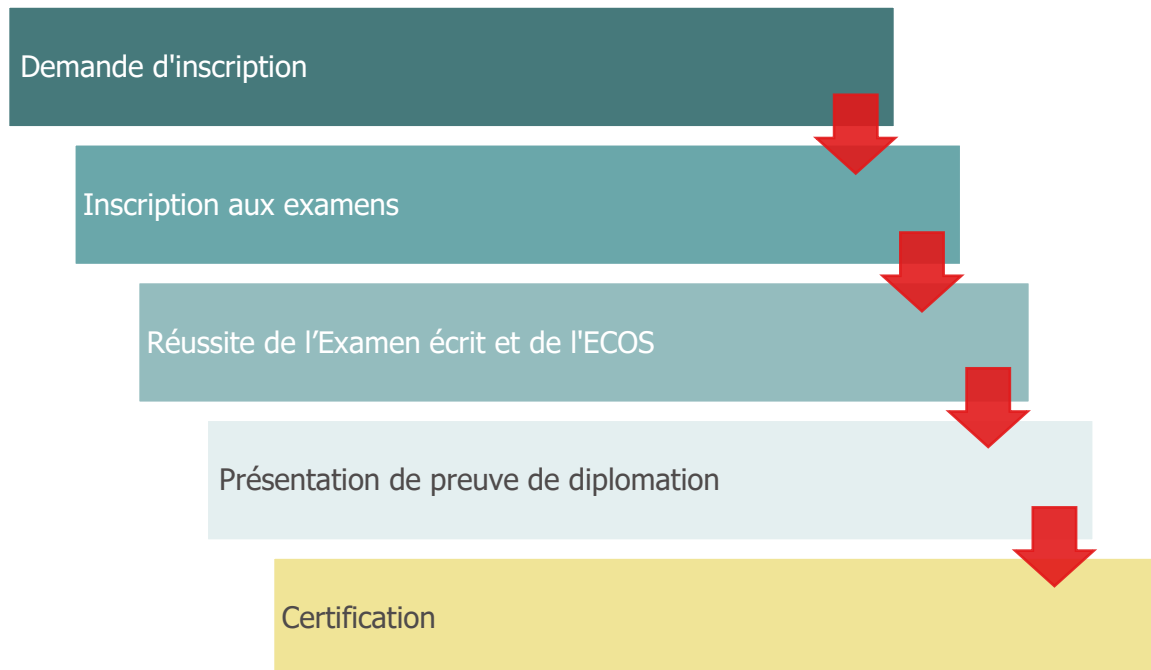 Demande d'inscription
Inscription aux examens
Réussite de l’Examen écrit et de l'ECOS
Présentation de preuve de diplomation
Certification